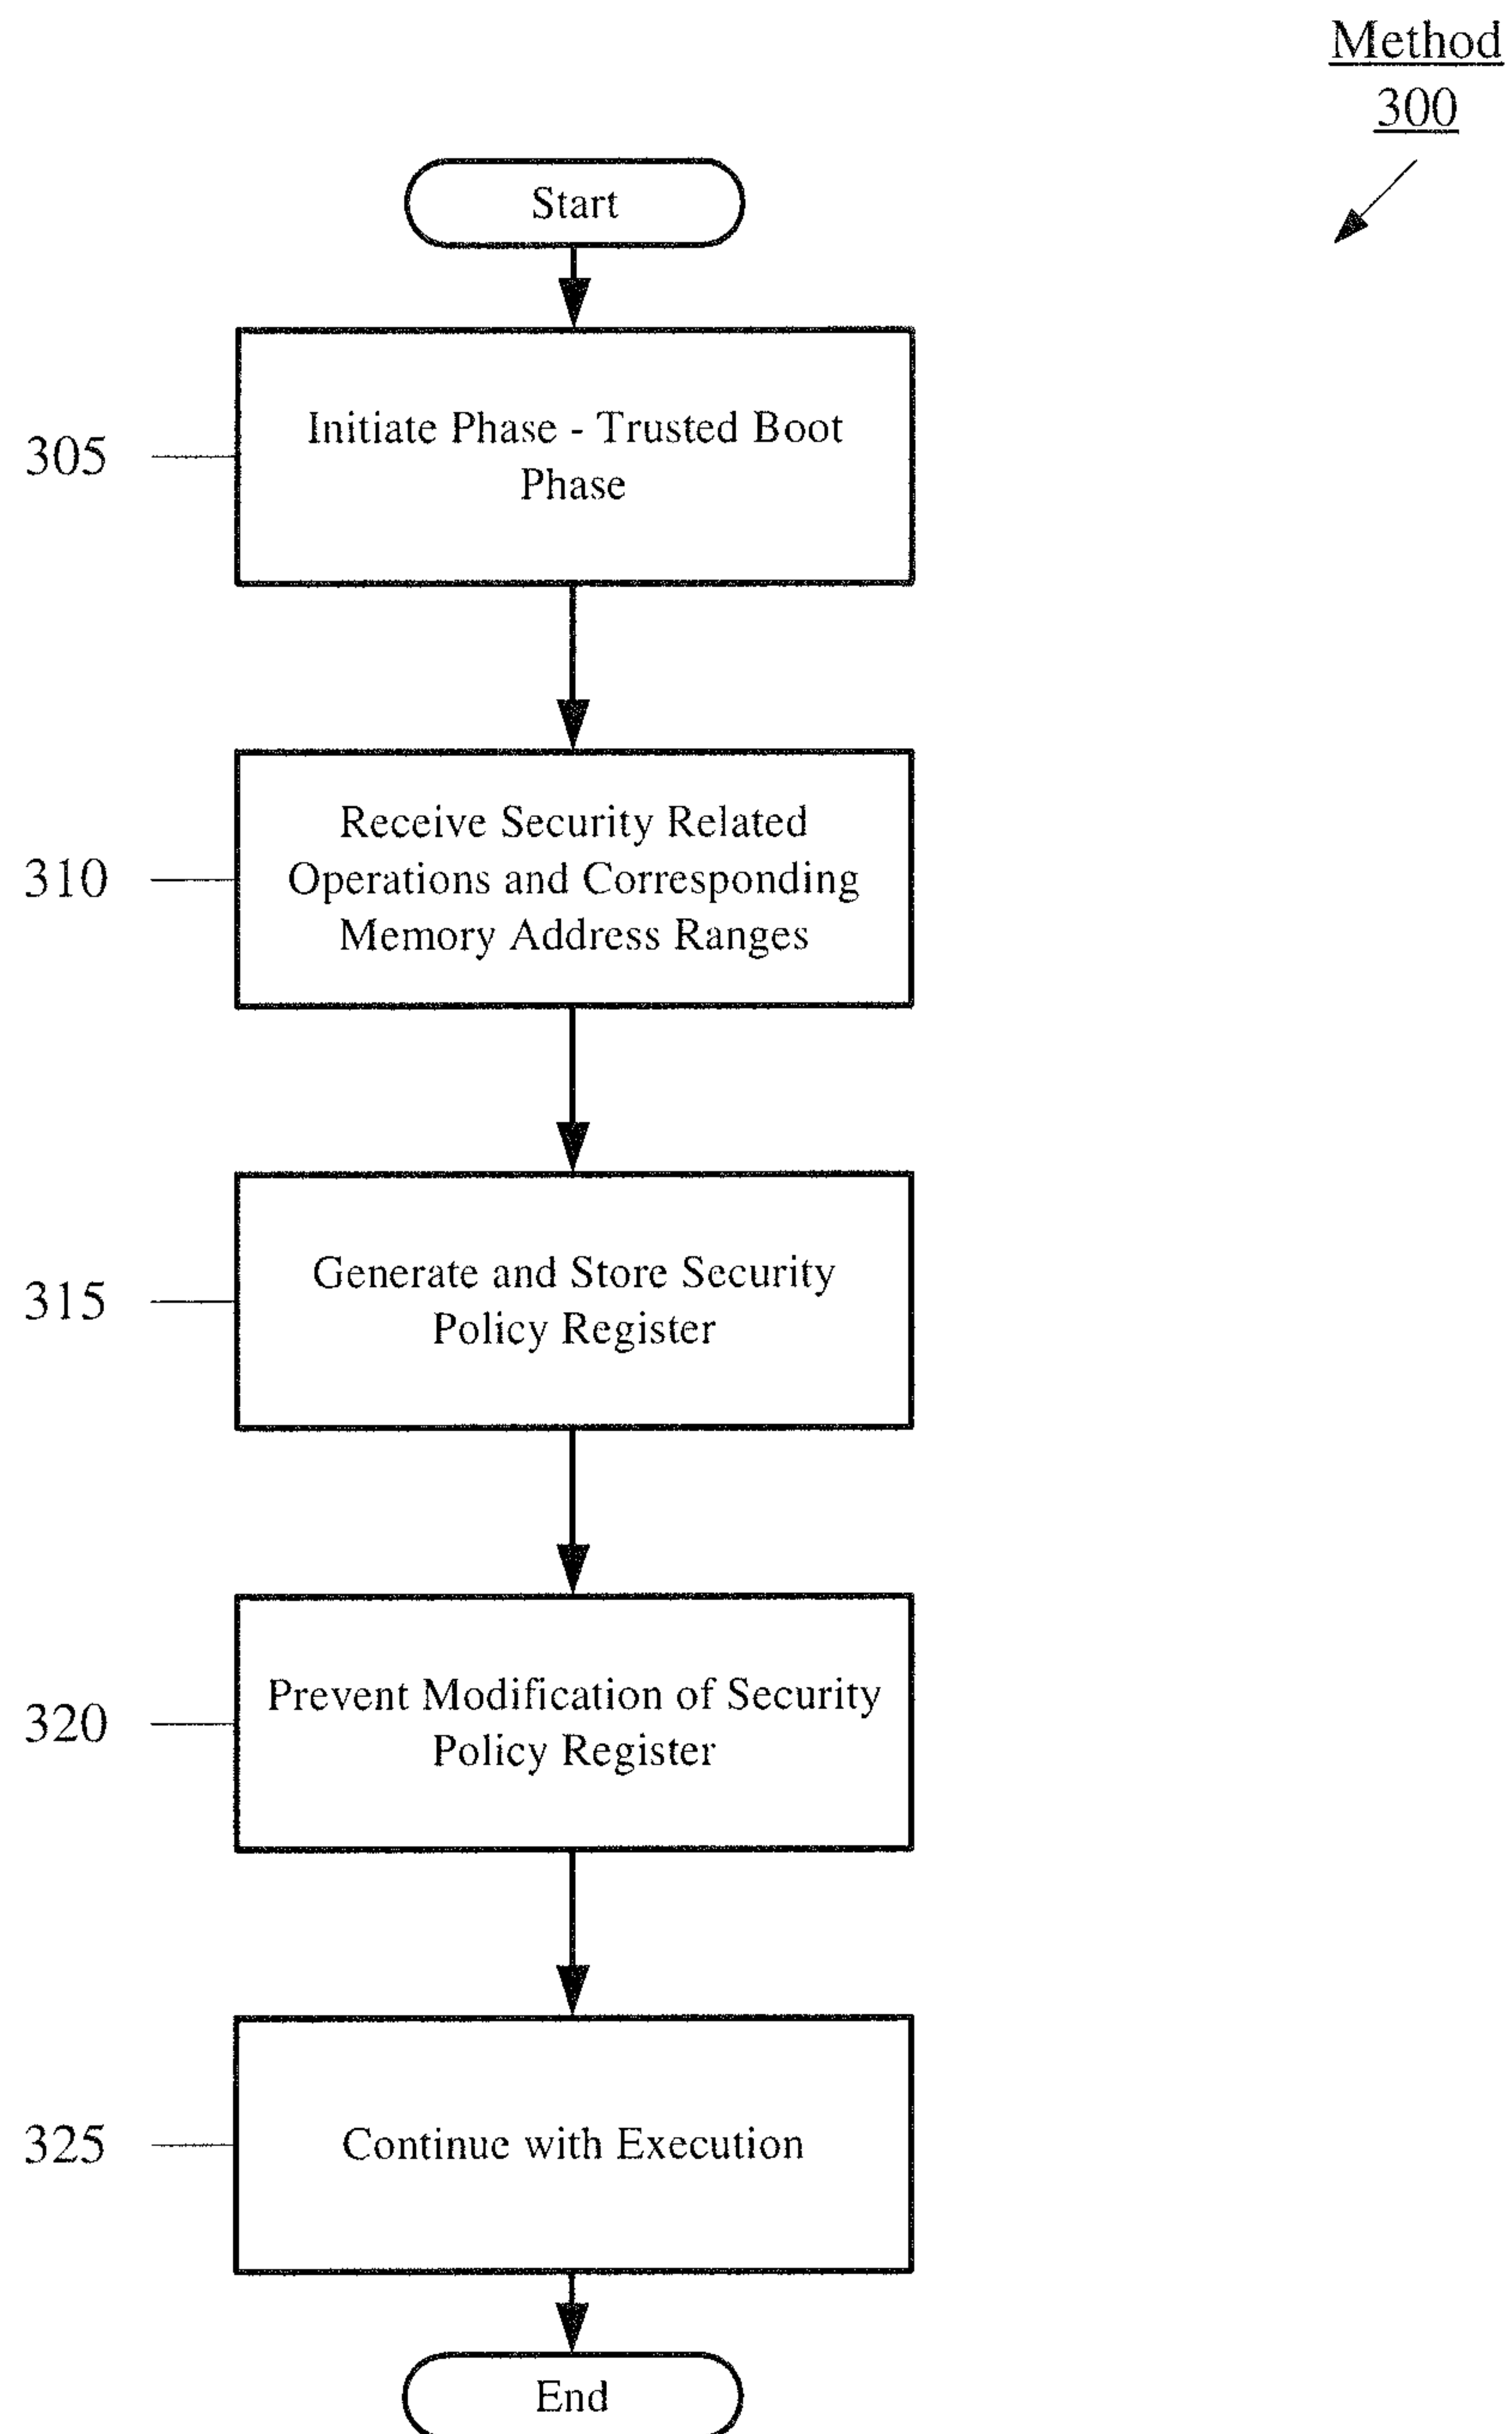 Method
300
Start
305
Initiate Phase - Trusted Boot
Phase
310
Receive Security Related
Operations and Corresponding
Memory Address Ranges
315
Generate and Store Security
Policy Register
320
Prevent Modification of Security
Policy Register
325
Continue with Execution
End